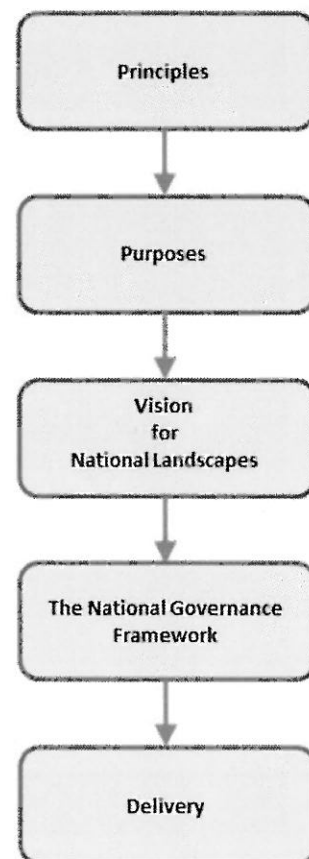 Principles
Purposes
Vision
for
National Landscapes
The National Governance
Framework
Delivery